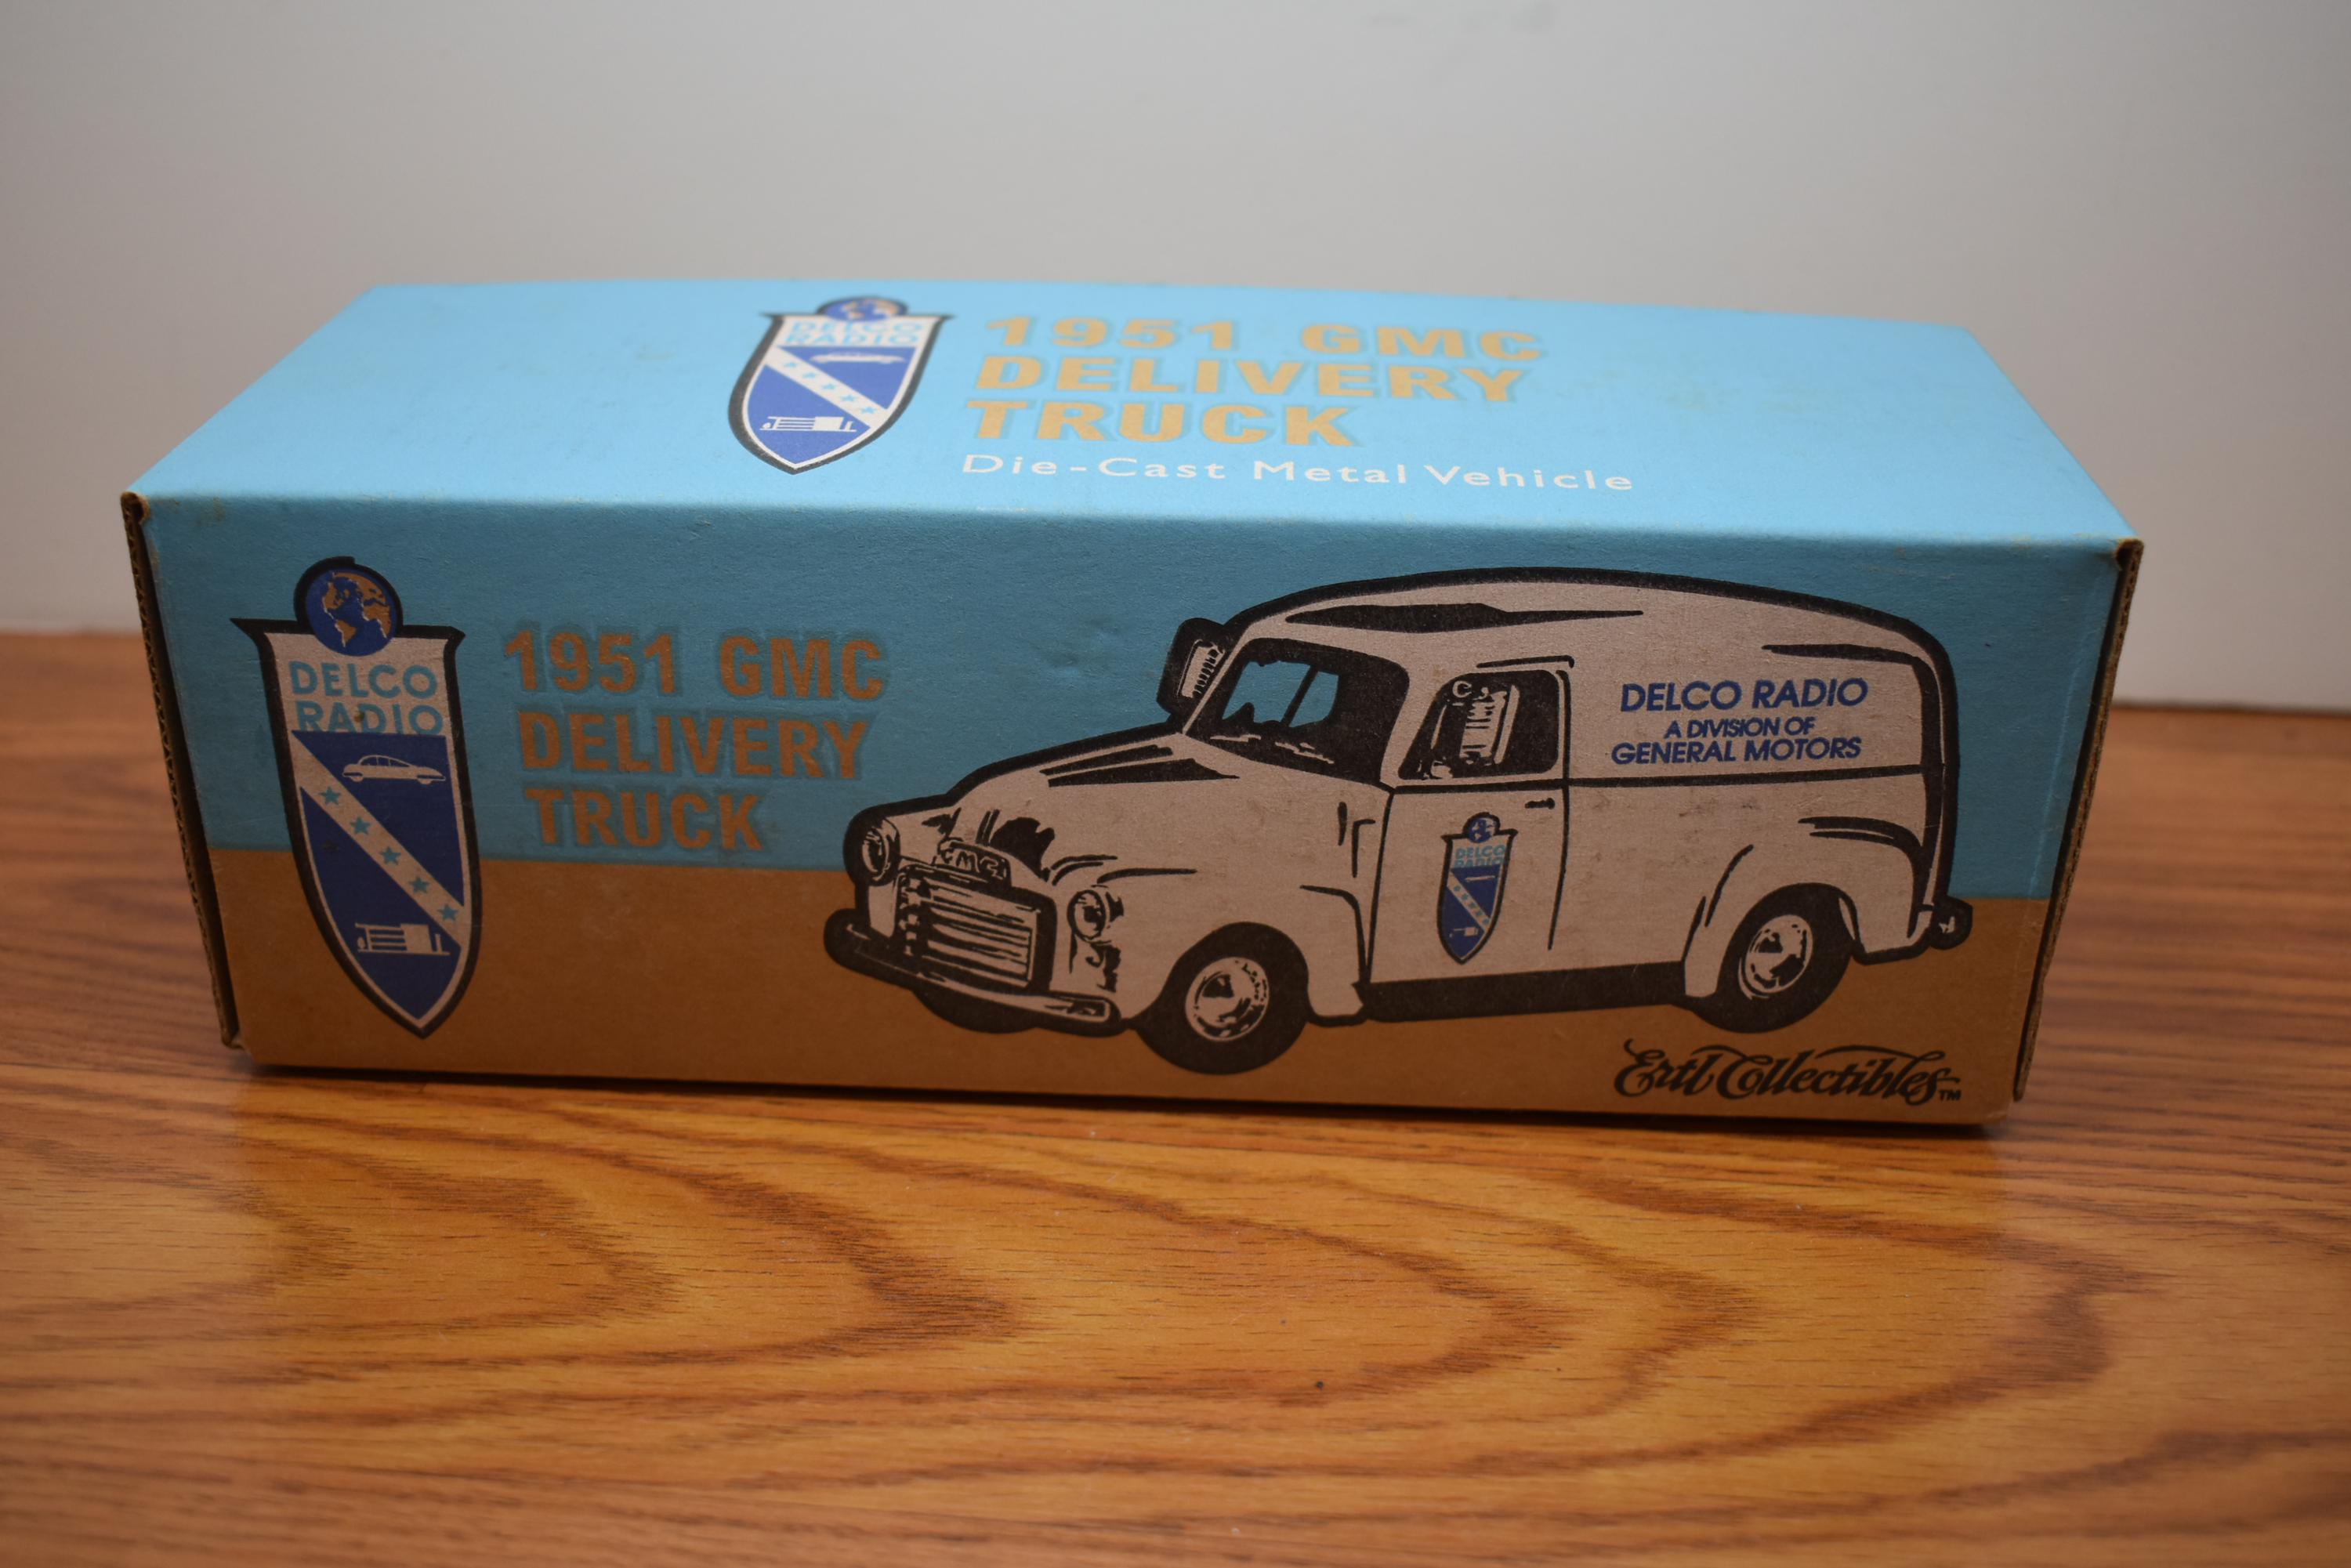 DELCO
RADIO
1951 GMC
DELIVERY
TRUCK
Die-Cast Metal Vehicle
DELCO
RADIO
1951 GMC
DELIVERY
TRUCK
GMC
DELCO RADIO
A DIVISION OF
GENERAL MOTORS
DELCO
RADIO
Ertl Collectibles™